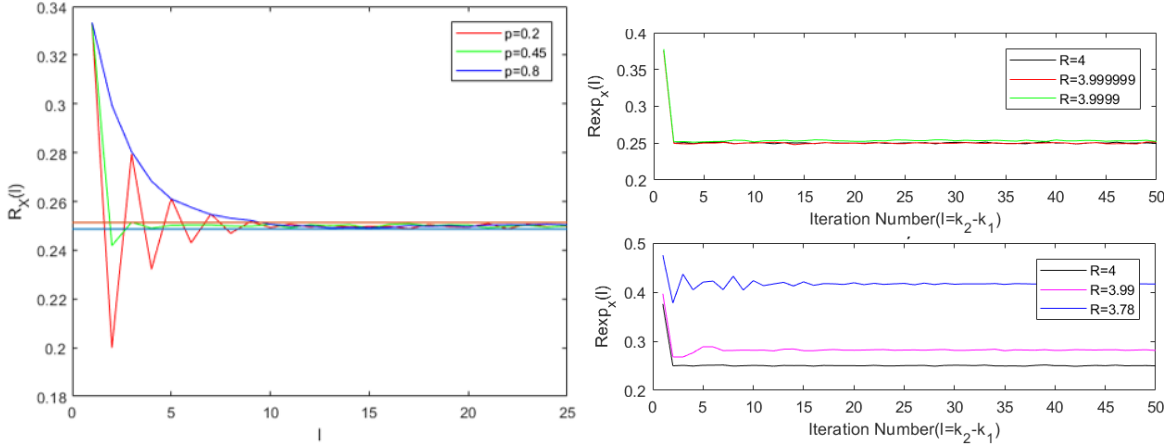 0.34
0.32
0.3
0.28
0.26
0.24
0.22
0.2
0.18
R_X(l)
p=0.2
p=0.45
p=0.8
0 5 10 15 20 25
l
0.4
0.35
0.3
0.25
0.2
Rexp_x(l)
R=4
R=3.999999
R=3.9999
0 5 10 15 20 25 30 35 40 45 50
Iteration Number(l=k_2-k_1)
0.5
0.4
0.3
0.2
Rexp_x(l)
R=4
R=3.99
R=3.78
0 5 10 15 20 25 30 35 40 45 50
Iteration Number(l=k_2-k_1)